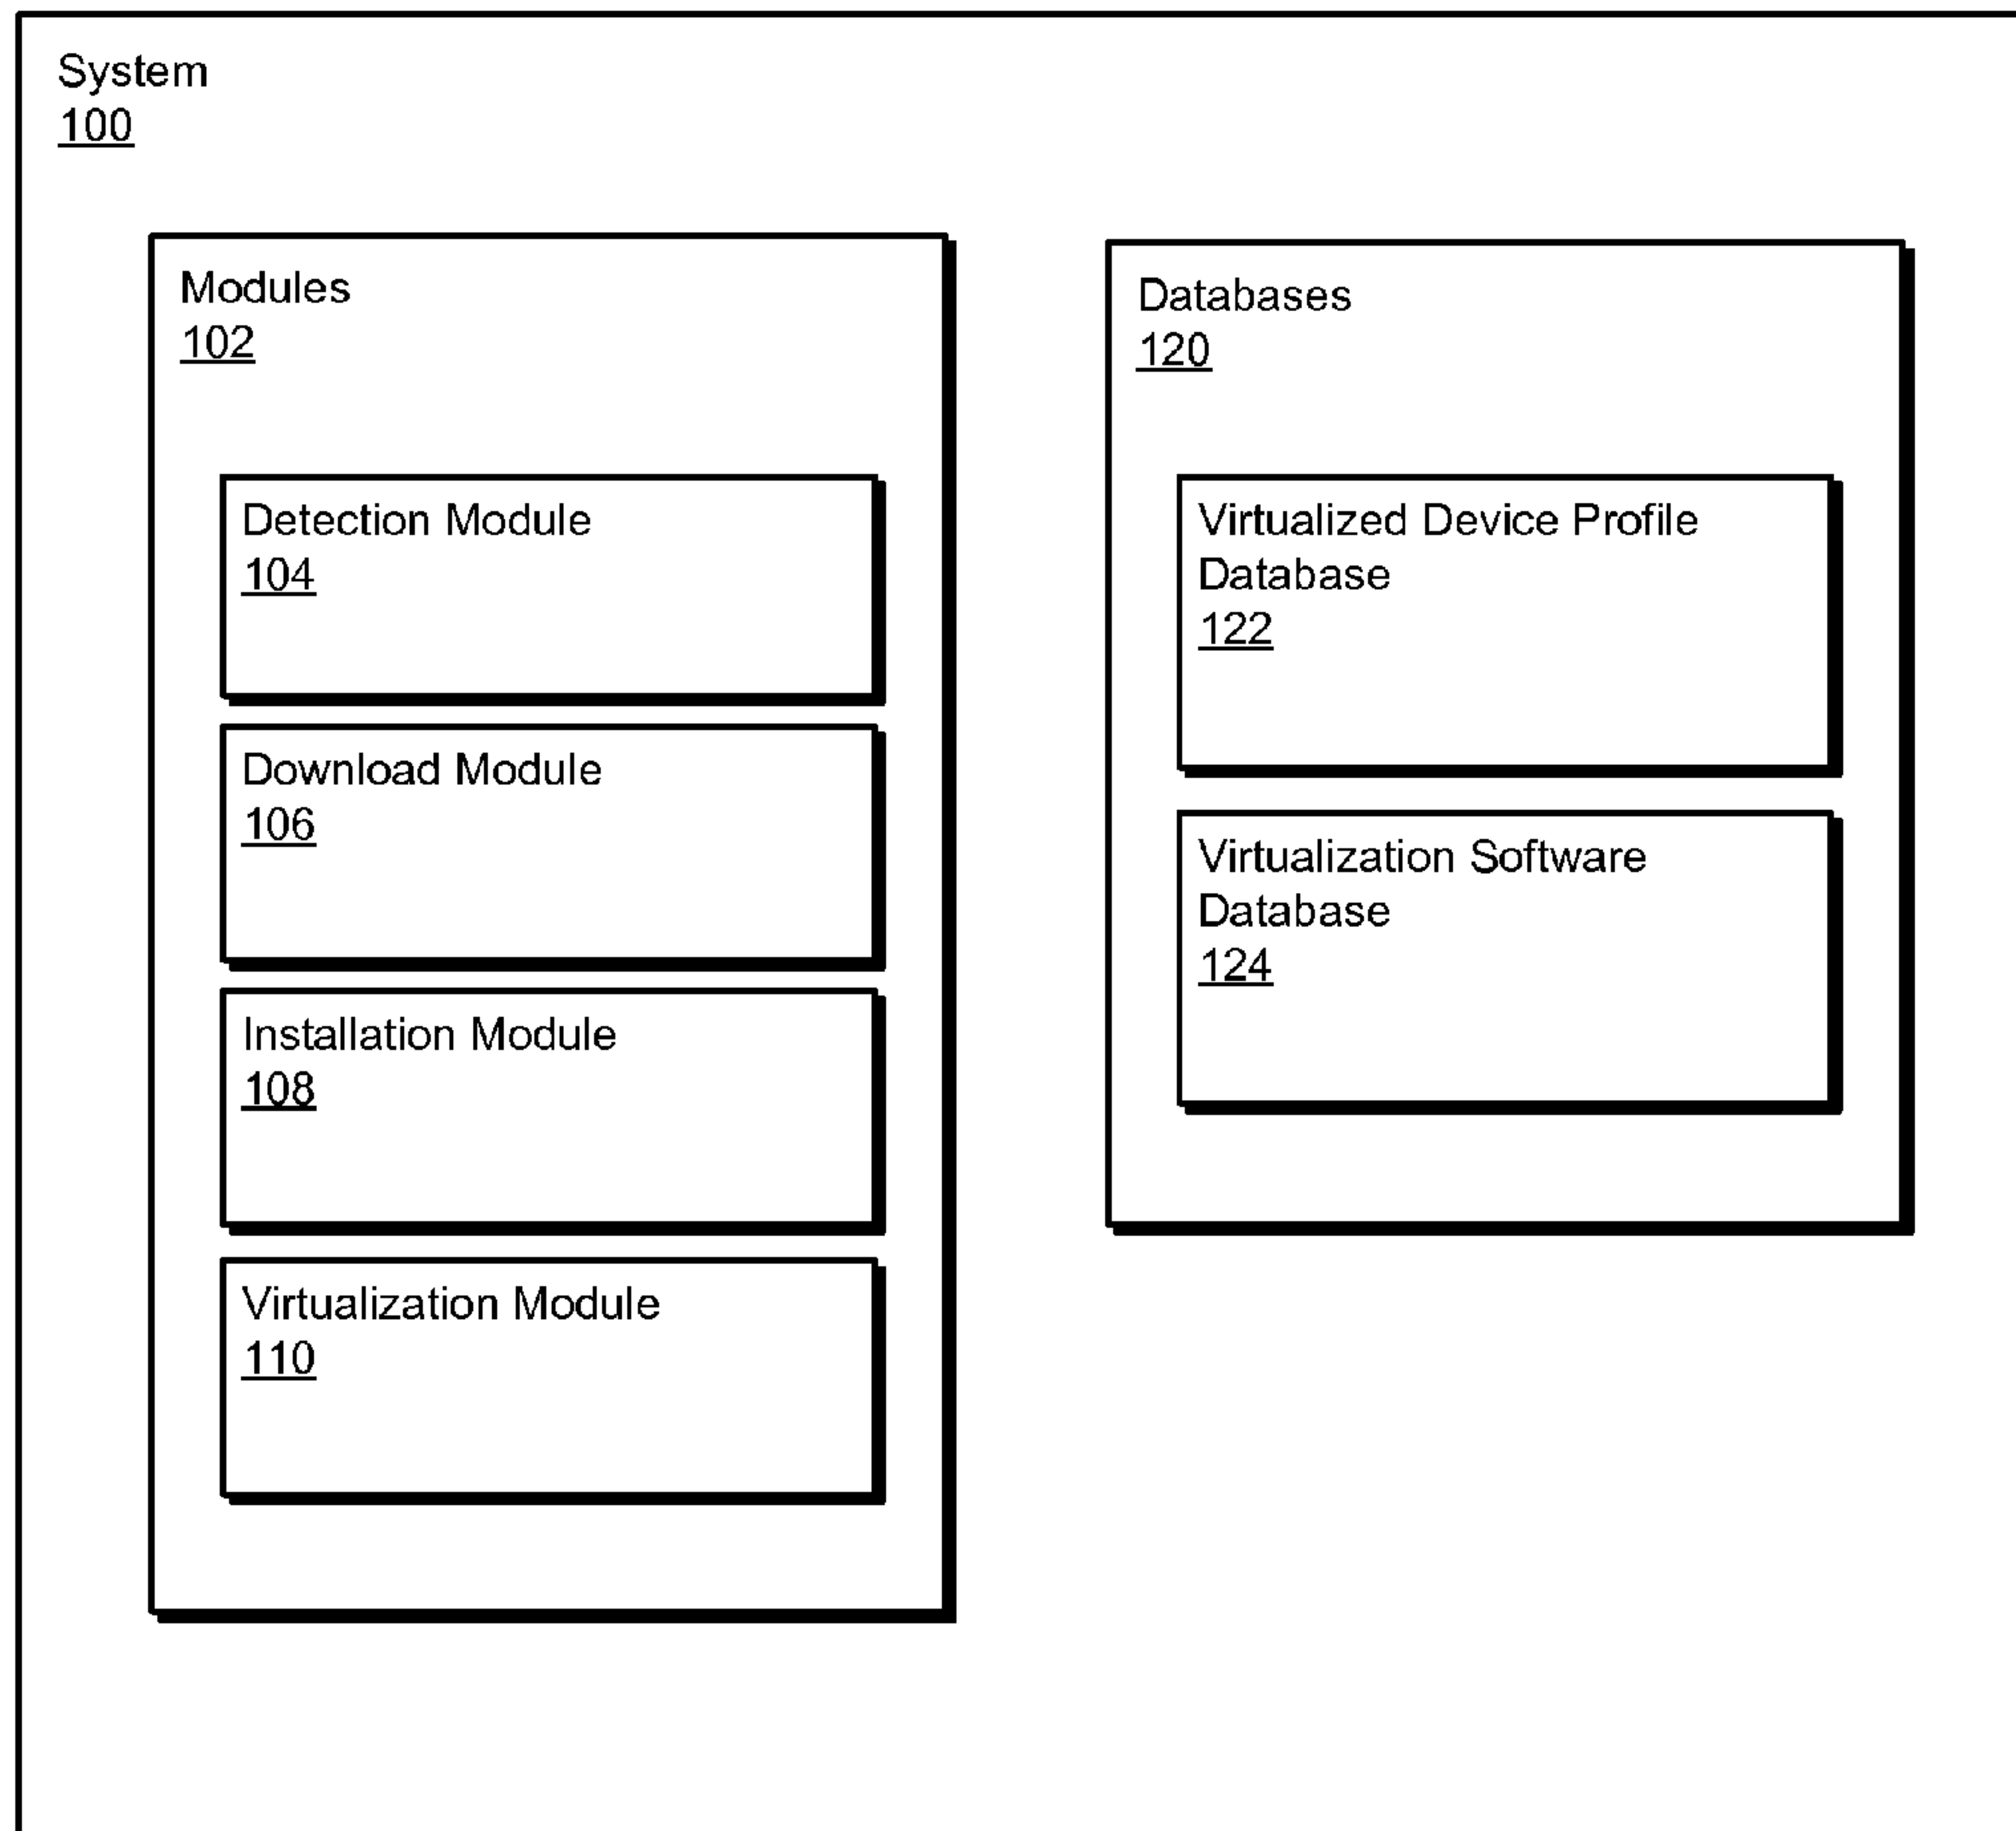 System
100
Modules
102
Detection Module
104
Download Module
106
Installation Module
108
Virtualization Module
110
Databases
120
Virtualized Device Profile
Database
122
Virtualization Software
Database
124